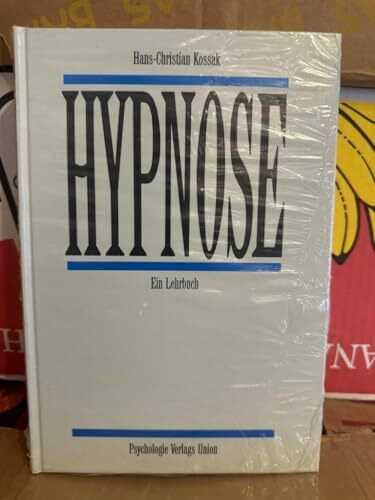 Hans-Christian Kossak
HYPNOSE
Ein Lehrbuch
Psychologie Verlags Union